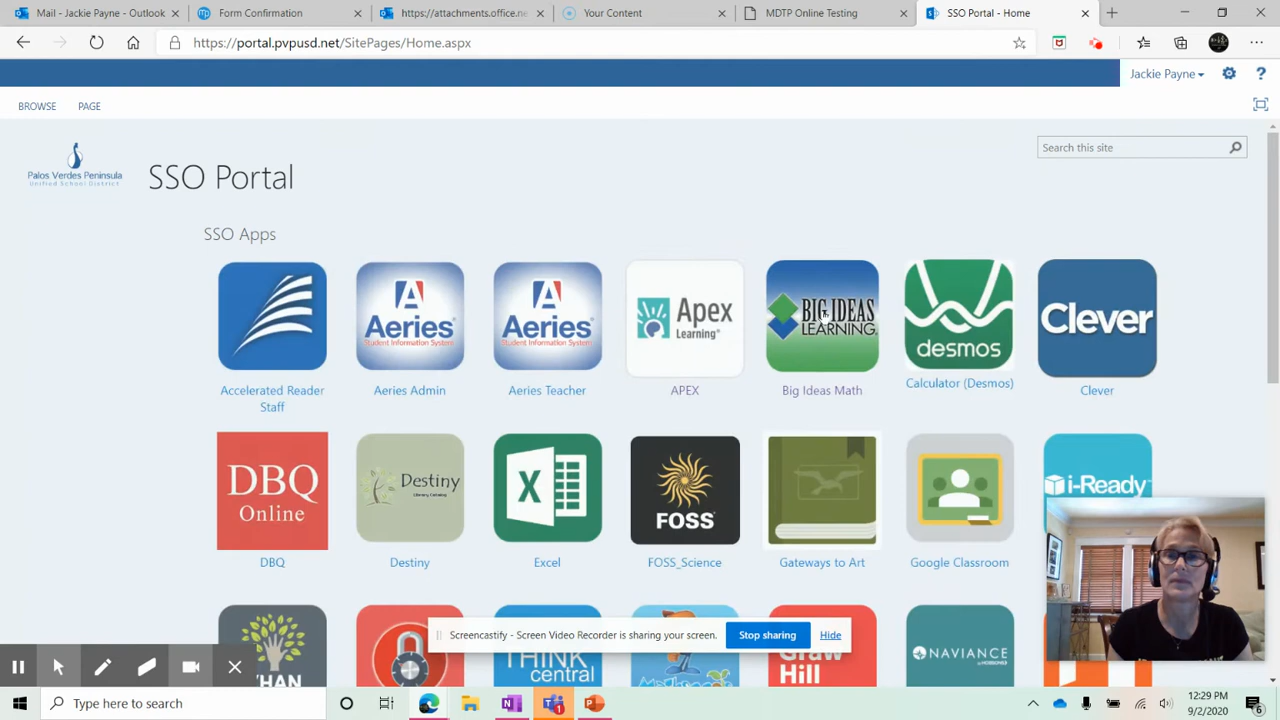 Mail - Jackie Payne - Outlook
Form Confirmation
https://attachments.office.ne
Your Content
MDTP Online Testing
SSO Portal - Home
https://portal.pvpusd.net/SitePages/Home.aspx
Jackie Payne
BROWSE
PAGE
Palos Verdes Peninsula
Unified School District
SSO Portal
Search this site
SSO Apps
Aeries
Student Information System
Aeries
Student Information System
Apex
Learning
BIG IDEAS
LEARNING
desmos
Clever
Accelerated Reader
Staff
Aeries Admin
Aeries Teacher
APEX
Big Ideas Math
Calculator (Desmos)
Clever
DBQ
Online
Destiny
FOSS
i-Ready
DBQ
Destiny
Excel
FOSS_Science
Gateways to Art
Google Classroom
Screencastify - Screen Video Recorder is sharing your screen.
Stop sharing
Hide
THINK
central
Hill
NAVIANCE
Type here to search
12:29 PM
9/2/2020
6